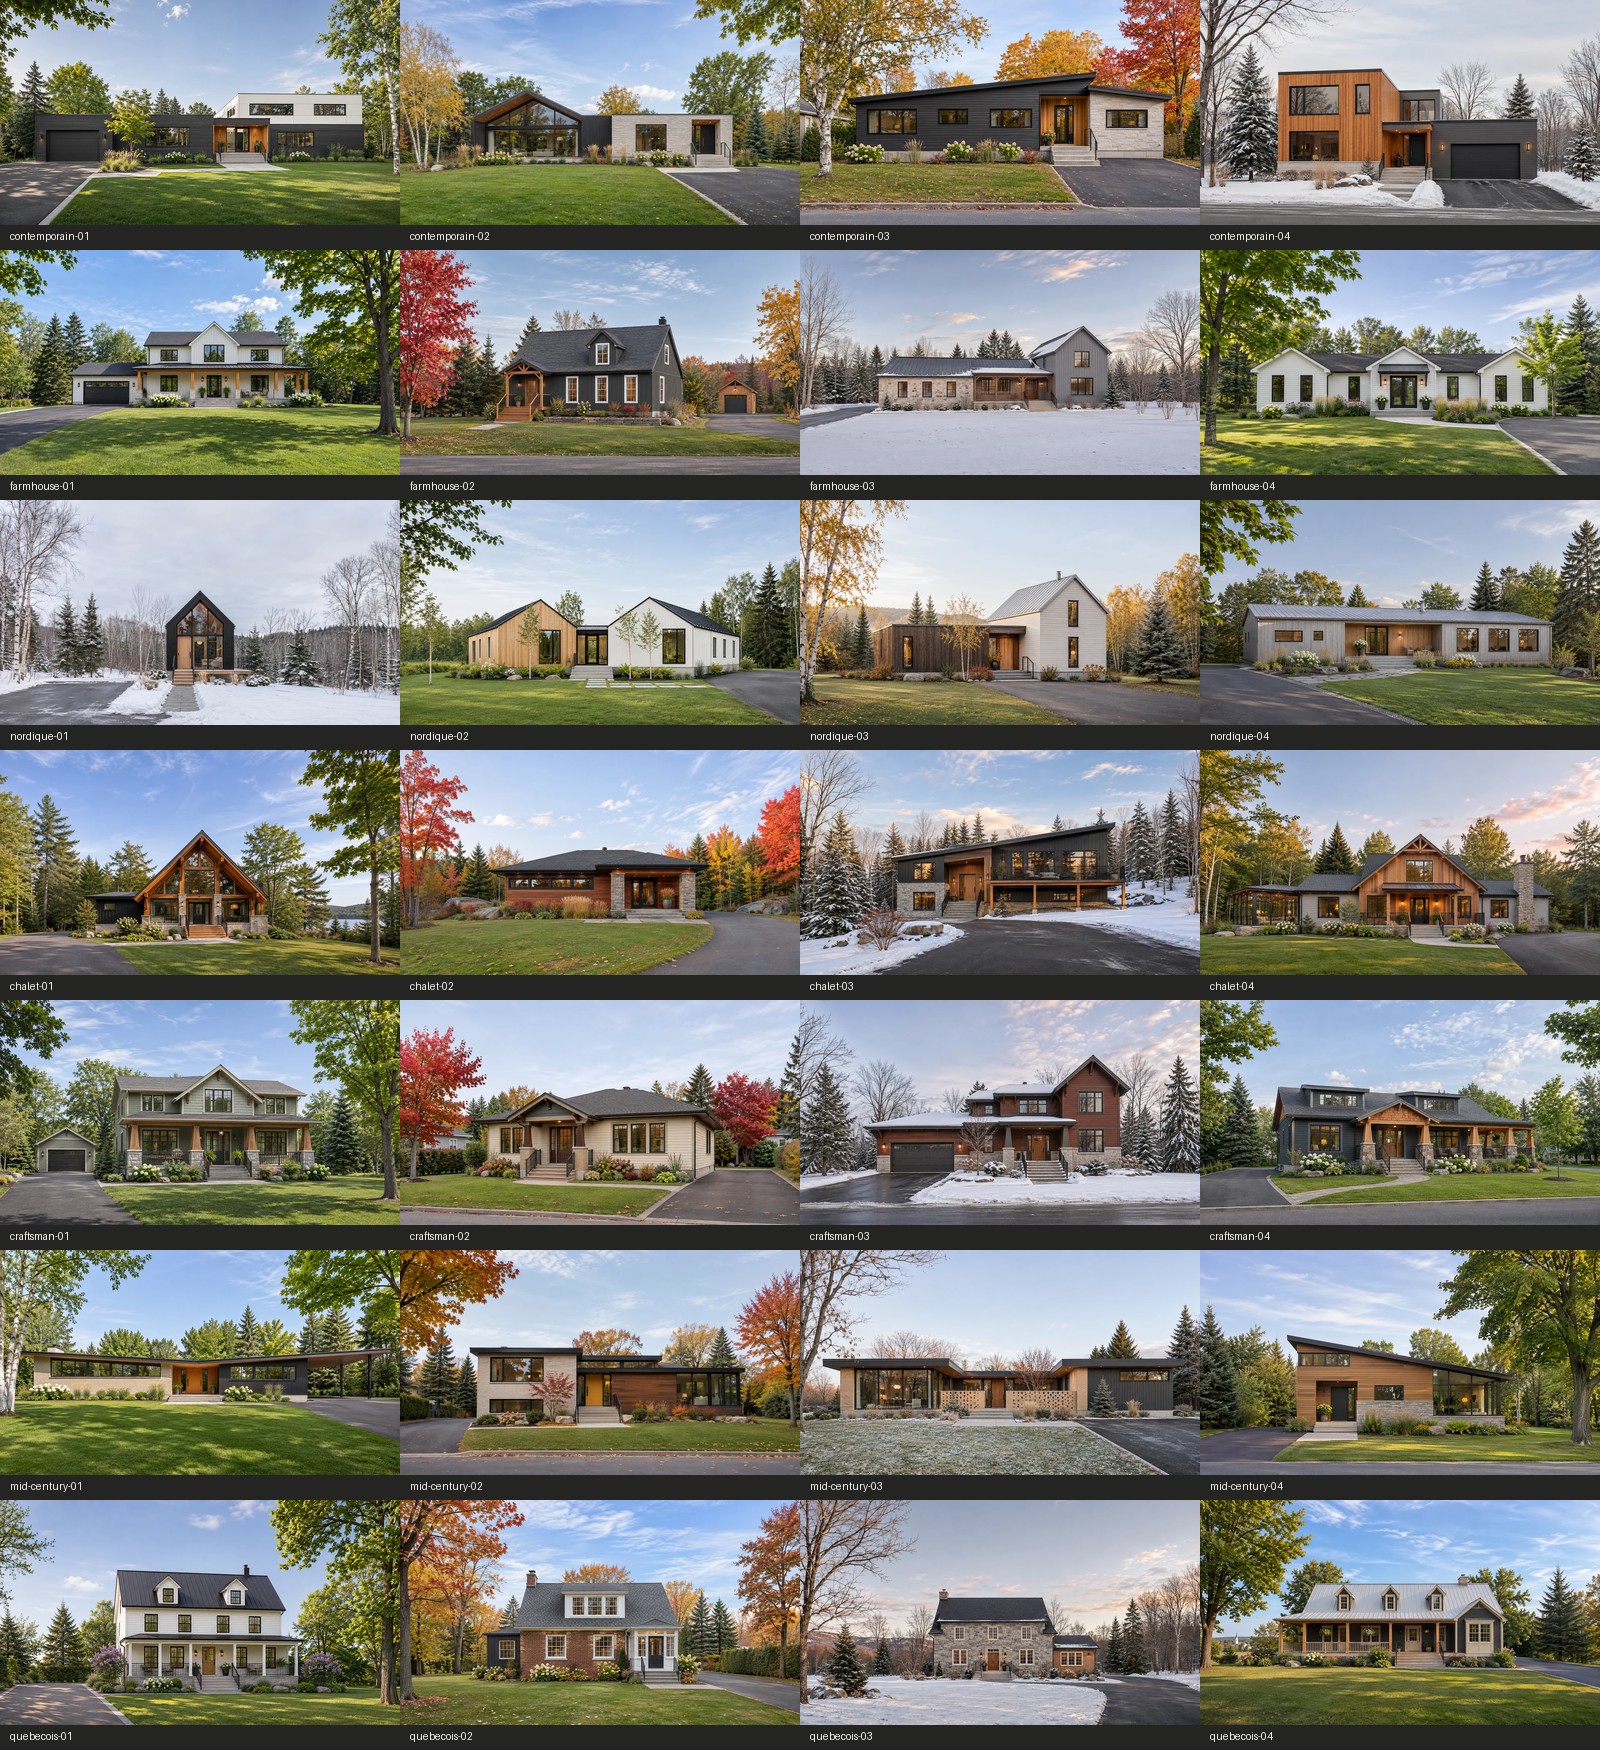 contemporain-01
contemporain-02
contemporain-03
contemporain-04
farmhouse-01
farmhouse-02
farmhouse-03
farmhouse-04
nordique-01
nordique-02
nordique-03
nordique-04
chalet-01
chalet-02
chalet-03
chalet-04
craftsman-01
craftsman-02
craftsman-03
craftsman-04
mid-century-01
mid-century-02
mid-century-03
mid-century-04
quebecois-01
quebecois-02
quebecois-03
quebecois-04